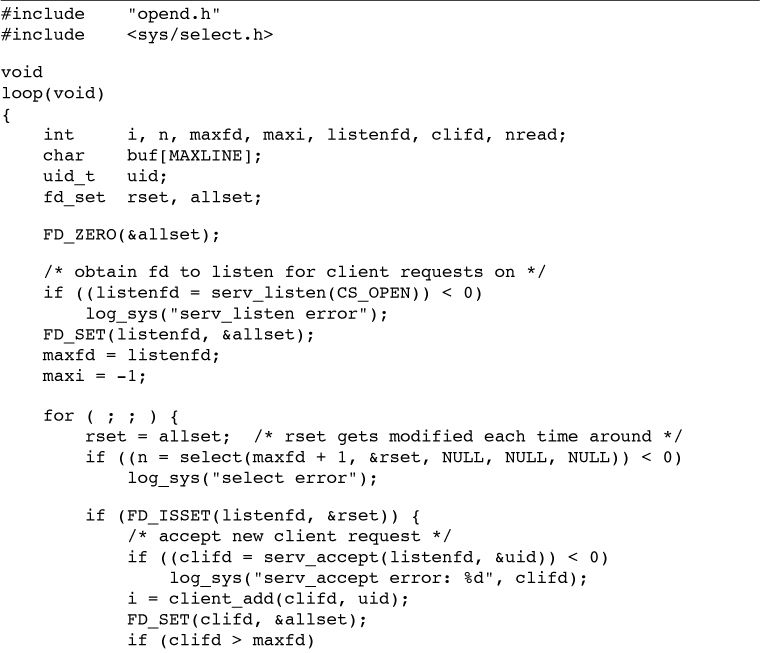 #include    "opend.h"
#include    <sys/select.h>

void
loop(void)
{
    int     i, n, maxfd, maxi, listenfd, clifd, nread;
    char    buf[MAXLINE];
    uid_t   uid;
    fd_set  rset, allset;

    FD_ZERO(&allset);

    /* obtain fd to listen for client requests on */
    if ((listenfd = serv_listen(CS_OPEN)) < 0)
        log_sys("serv_listen error");
    FD_SET(listenfd, &allset);
    maxfd = listenfd;
    maxi = -1;

    for ( ; ; ) {
        rset = allset;  /* rset gets modified each time around */
        if ((n = select(maxfd + 1, &rset, NULL, NULL, NULL)) < 0)
            log_sys("select error");

        if (FD_ISSET(listenfd, &rset)) {
            /* accept new client request */
            if ((clifd = serv_accept(listenfd, &uid)) < 0)
                log_sys("serv_accept error: %d", clifd);
            i = client_add(clifd, uid);
            FD_SET(clifd, &allset);
            if (clifd > maxfd)